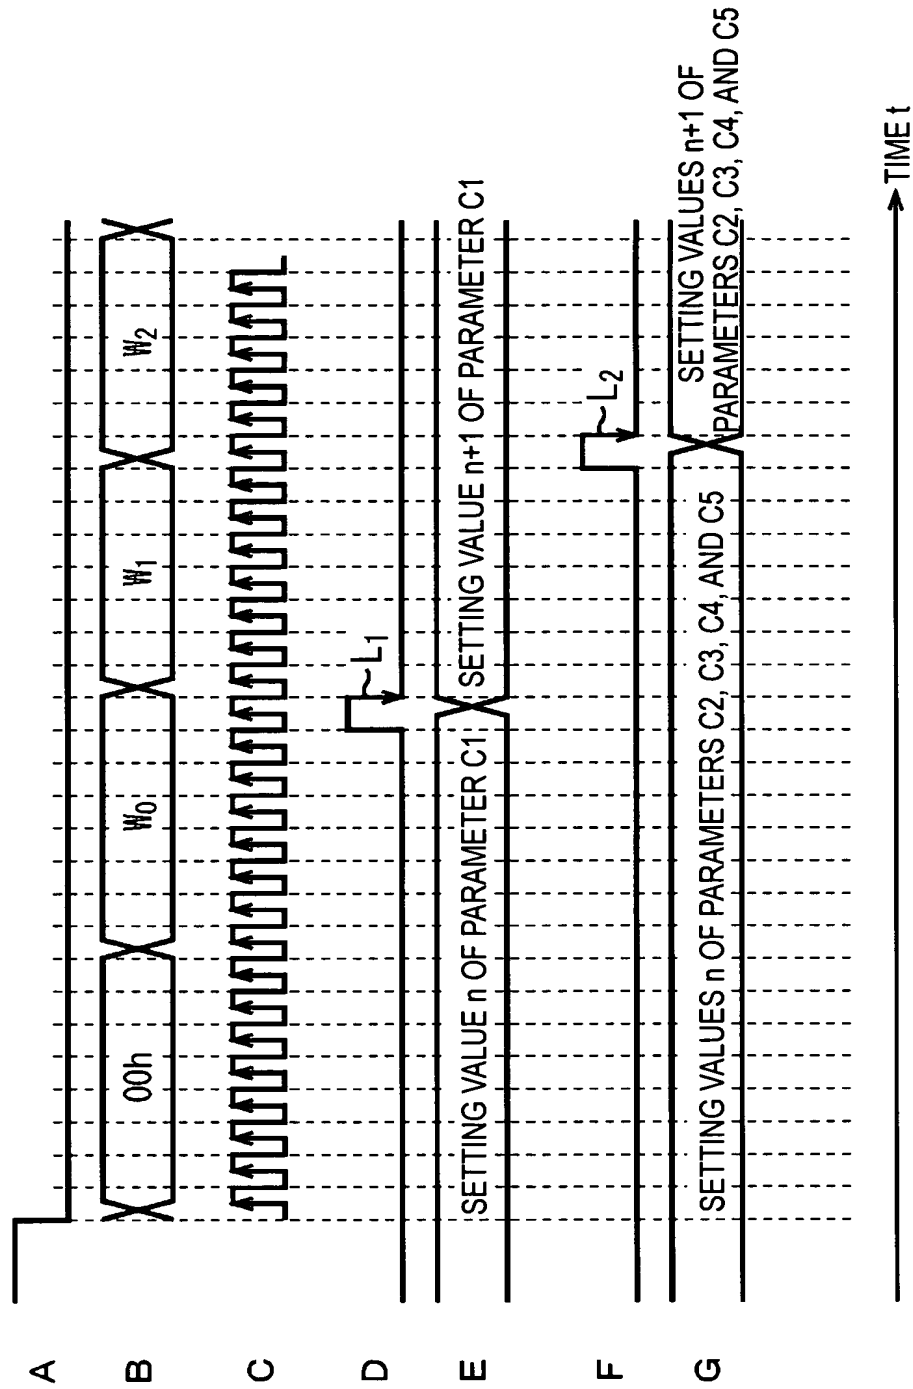 A
B
00h
W0
W1
W2
C
D
L1
E
SETTING VALUE n OF PARAMETER C1
SETTING VALUE n+1 OF PARAMETER C1
F
L2
G
SETTING VALUES n OF PARAMETERS C2, C3, C4, AND C5
SETTING VALUES n+1 OF
PARAMETERS C2, C3, C4, AND C5
TIME t